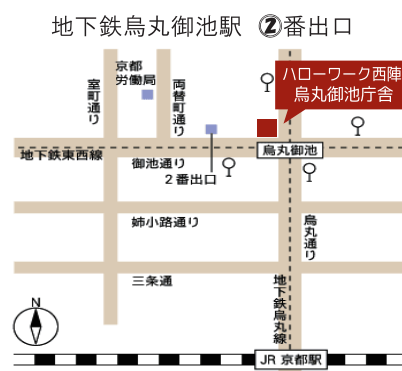 地下鉄烏丸御池駅 ②番出口
京都
労働局
室町通り
両替町通り
ハローワーク西陣
烏丸御池庁舎
地下鉄東西線
御池通り
烏丸御池
2番出口
姉小路通り
烏丸通り
三条通
地下鉄烏丸線
N
JR 京都駅